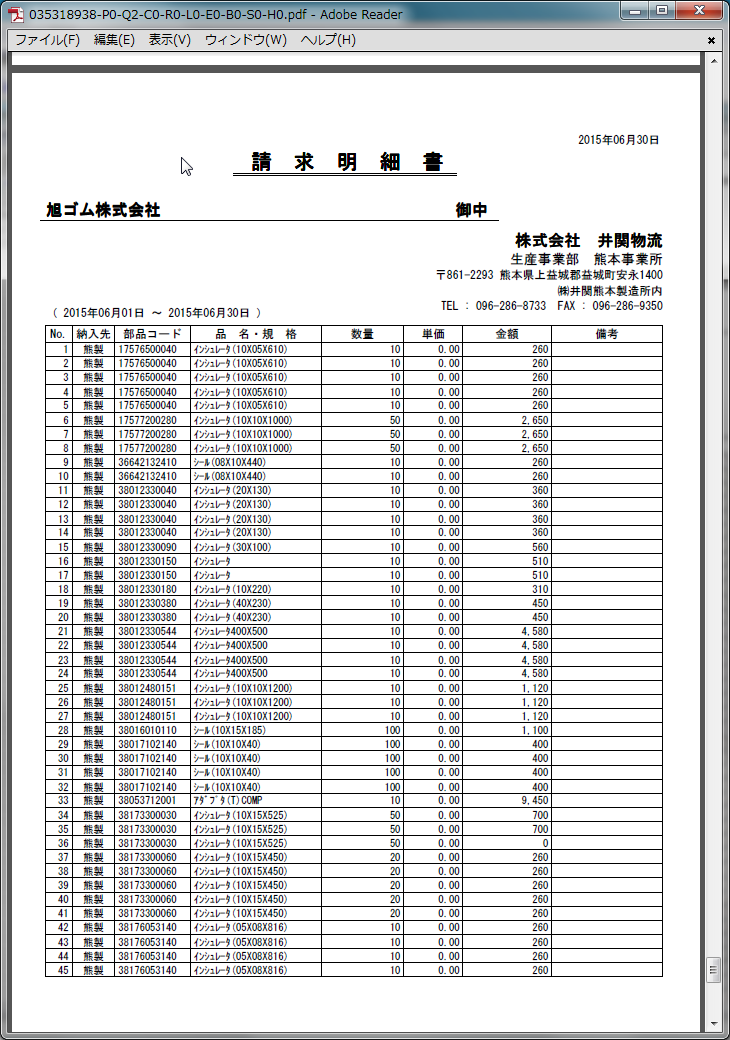 035318938-P0-Q2-C0-R0-L0-E0-B0-S0-H0.pdf - Adobe Reader
ファイル(F) 編集(E) 表示(V) ウィンドウ(W) ヘルプ(H)
2015年06月30日
請 求 明 細 書
旭ゴム株式会社 御中
株式会社 井関物流
生産事業部 熊本事業所
〒861-2293 熊本県上益城郡益城町安永1400
㈱井関熊本製造所内
TEL : 096-286-8733 FAX : 096-286-9350
( 2015年06月01日 ～ 2015年06月30日 )
No. 納入先 部品コード 品 名・規 格 数量 単価 金額 備考
1 熊製 17576500040 ｲﾝｼｭﾚｰﾀ(10X05X610) 10 0.00 260
2 熊製 17576500040 ｲﾝｼｭﾚｰﾀ(10X05X610) 10 0.00 260
3 熊製 17576500040 ｲﾝｼｭﾚｰﾀ(10X05X610) 10 0.00 260
4 熊製 17576500040 ｲﾝｼｭﾚｰﾀ(10X05X610) 10 0.00 260
5 熊製 17576500040 ｲﾝｼｭﾚｰﾀ(10X05X610) 10 0.00 260
6 熊製 17577200280 ｲﾝｼｭﾚｰﾀ(10X10X1000) 50 0.00 2,650
7 熊製 17577200280 ｲﾝｼｭﾚｰﾀ(10X10X1000) 50 0.00 2,650
8 熊製 17577200280 ｲﾝｼｭﾚｰﾀ(10X10X1000) 50 0.00 2,650
9 熊製 36642132410 ｼｰﾙ(08X10X440) 10 0.00 260
10 熊製 36642132410 ｼｰﾙ(08X10X440) 10 0.00 260
11 熊製 38012330040 ｲﾝｼｭﾚｰﾀ(20X130) 10 0.00 360
12 熊製 38012330040 ｲﾝｼｭﾚｰﾀ(20X130) 10 0.00 360
13 熊製 38012330040 ｲﾝｼｭﾚｰﾀ(20X130) 10 0.00 360
14 熊製 38012330040 ｲﾝｼｭﾚｰﾀ(20X130) 10 0.00 360
15 熊製 38012330090 ｲﾝｼｭﾚｰﾀ(30X100) 10 0.00 560
16 熊製 38012330150 ｲﾝｼｭﾚｰﾀ 10 0.00 510
17 熊製 38012330150 ｲﾝｼｭﾚｰﾀ 10 0.00 510
18 熊製 38012330180 ｲﾝｼｭﾚｰﾀ(10X220) 10 0.00 310
19 熊製 38012330380 ｲﾝｼｭﾚｰﾀ(40X230) 10 0.00 450
20 熊製 38012330380 ｲﾝｼｭﾚｰﾀ(40X230) 10 0.00 450
21 熊製 38012330544 ｲﾝｼｭﾚｰﾀ400X500 10 0.00 4,580
22 熊製 38012330544 ｲﾝｼｭﾚｰﾀ400X500 10 0.00 4,580
23 熊製 38012330544 ｲﾝｼｭﾚｰﾀ400X500 10 0.00 4,580
24 熊製 38012330544 ｲﾝｼｭﾚｰﾀ400X500 10 0.00 4,580
25 熊製 38012480151 ｲﾝｼｭﾚｰﾀ(10X10X1200) 10 0.00 1,120
26 熊製 38012480151 ｲﾝｼｭﾚｰﾀ(10X10X1200) 10 0.00 1,120
27 熊製 38012480151 ｲﾝｼｭﾚｰﾀ(10X10X1200) 10 0.00 1,120
28 熊製 38016010110 ｼｰﾙ(10X15X185) 100 0.00 1,100
29 熊製 38017102140 ｼｰﾙ(10X10X40) 100 0.00 400
30 熊製 38017102140 ｼｰﾙ(10X10X40) 100 0.00 400
31 熊製 38017102140 ｼｰﾙ(10X10X40) 100 0.00 400
32 熊製 38017102140 ｼｰﾙ(10X10X40) 100 0.00 400
33 熊製 38053712001 ｱﾀﾞﾌﾟﾀ(T)COMP 10 0.00 9,450
34 熊製 38173300030 ｲﾝｼｭﾚｰﾀ(10X15X525) 50 0.00 700
35 熊製 38173300030 ｲﾝｼｭﾚｰﾀ(10X15X525) 50 0.00 700
36 熊製 38173300030 ｲﾝｼｭﾚｰﾀ(10X15X525) 50 0.00 0
37 熊製 38173300060 ｲﾝｼｭﾚｰﾀ(10X15X450) 20 0.00 260
38 熊製 38173300060 ｲﾝｼｭﾚｰﾀ(10X15X450) 20 0.00 260
39 熊製 38173300060 ｲﾝｼｭﾚｰﾀ(10X15X450) 20 0.00 260
40 熊製 38173300060 ｲﾝｼｭﾚｰﾀ(10X15X450) 20 0.00 260
41 熊製 38173300060 ｲﾝｼｭﾚｰﾀ(10X15X450) 20 0.00 260
42 熊製 38176053140 ｲﾝｼｭﾚｰﾀ(05X08X816) 10 0.00 260
43 熊製 38176053140 ｲﾝｼｭﾚｰﾀ(05X08X816) 10 0.00 260
44 熊製 38176053140 ｲﾝｼｭﾚｰﾀ(05X08X816) 10 0.00 260
45 熊製 38176053140 ｲﾝｼｭﾚｰﾀ(05X08X816) 10 0.00 260